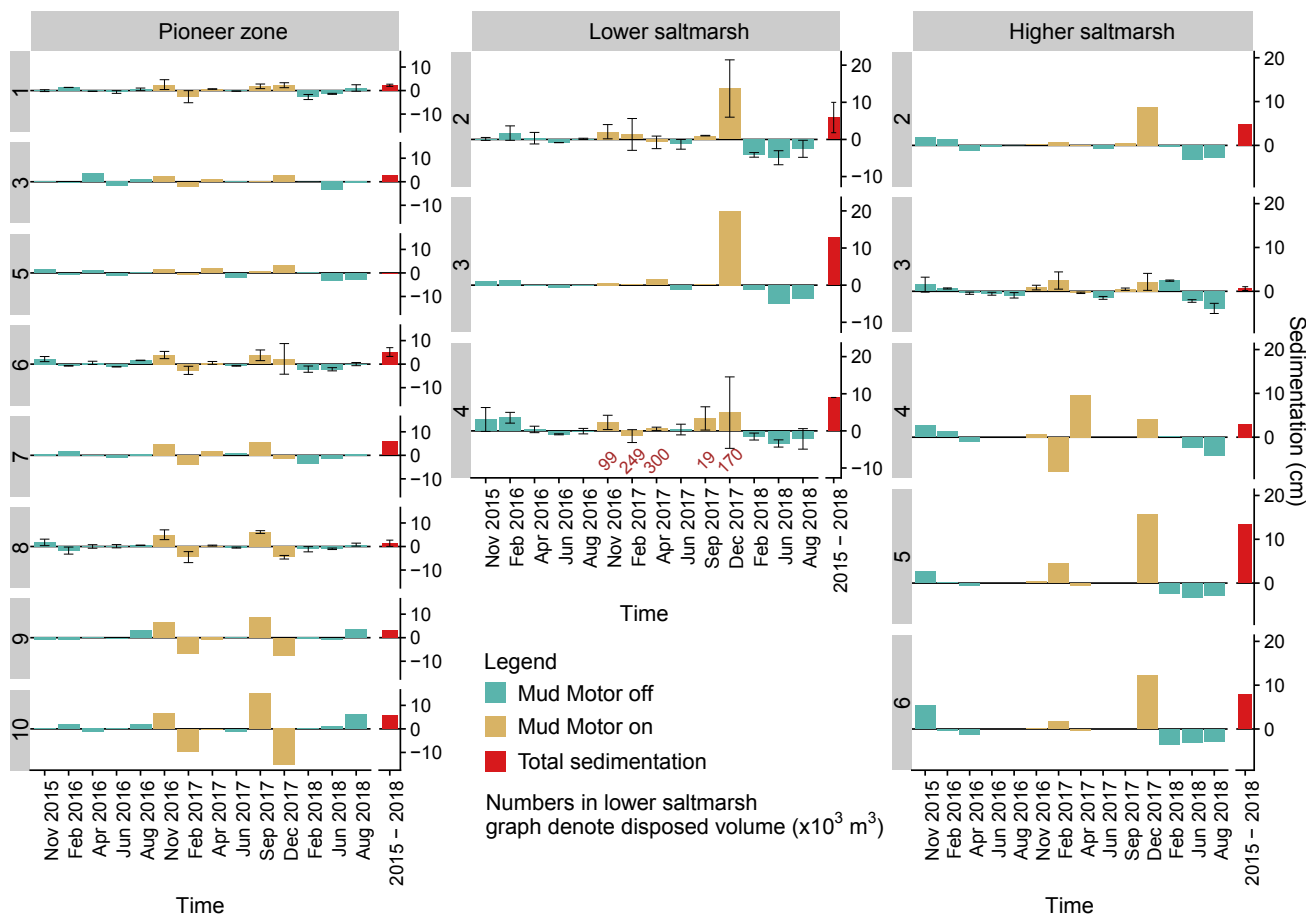 Pioneer zone
1
10
0
−10
3
10
0
−10
5
10
0
−10
6
10
0
−10
7
10
0
−10
8
10
0
−10
9
10
0
−10
10
10
0
−10
Nov 2015
Feb 2016
Apr 2016
Jun 2016
Aug 2016
Nov 2016
Feb 2017
Apr 2017
Jun 2017
Sep 2017
Dec 2017
Feb 2018
Jun 2018
Aug 2018
2015 − 2018
Time
Lower saltmarsh
2
20
10
0
−10
3
20
10
0
−10
4
20
10
0
−10
99
249
300
19
170
Nov 2015
Feb 2016
Apr 2016
Jun 2016
Aug 2016
Nov 2016
Feb 2017
Apr 2017
Jun 2017
Sep 2017
Dec 2017
Feb 2018
Jun 2018
Aug 2018
2015 − 2018
Time
Legend
Mud Motor off
Mud Motor on
Total sedimentation
Numbers in lower saltmarsh
graph denote disposed volume (x10³ m³)
Higher saltmarsh
2
20
10
0
3
20
10
0
4
20
10
0
5
20
10
0
6
20
10
0
Sedimentation (cm)
Nov 2015
Feb 2016
Apr 2016
Jun 2016
Aug 2016
Nov 2016
Feb 2017
Apr 2017
Jun 2017
Sep 2017
Dec 2017
Feb 2018
Jun 2018
Aug 2018
2015 − 2018
Time